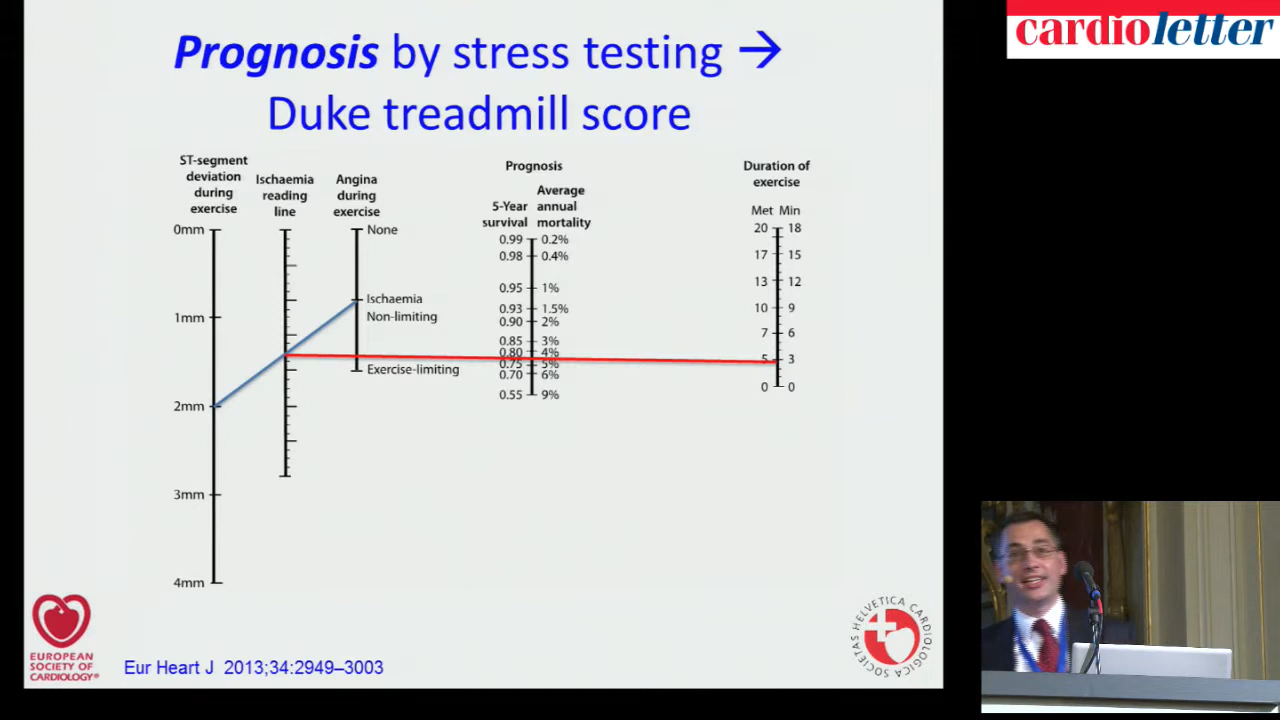 cardioletter
Prognosis by stress testing →
Duke treadmill score
ST-segment
deviation
during
exercise
Ischaemia
reading
line
Angina
during
exercise
Prognosis
5-Year
survival
Average
annual
mortality
Duration of
exercise
Met Min
0mm
1mm
2mm
3mm
4mm
None
Ischaemia
Non-limiting
Exercise-limiting
0.99 0.2%
0.98 0.4%
0.95 1%
0.93 1.5%
0.90 2%
0.85 3%
0.80 4%
0.75 5%
0.70 6%
0.55 9%
20 18
17 15
13 12
10 9
7 6
5 3
0 0
EUROPEAN
SOCIETY OF
CARDIOLOGY®
Eur Heart J 2013;34:2949–3003
SOCIETAS HELVETICA CARDIOLOGICA